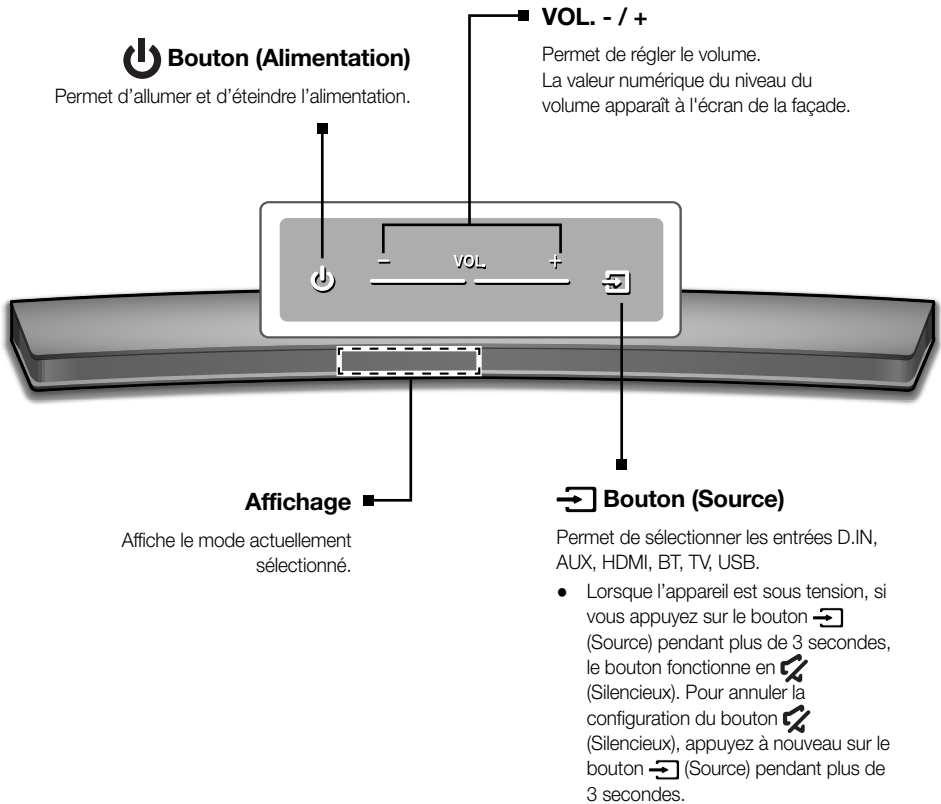 VOL. - / +
Permet de régler le volume.
La valeur numérique du niveau du
volume apparaît à l'écran de la façade.
Bouton (Alimentation)
Permet d’allumer et d’éteindre l’alimentation.
- VOL. +
Affichage
Affiche le mode actuellement
sélectionné.
Bouton (Source)
Permet de sélectionner les entrées D.IN,
AUX, HDMI, BT, TV, USB.
● Lorsque l’appareil est sous tension, si
vous appuyez sur le bouton
(Source) pendant plus de 3 secondes,
le bouton fonctionne en
(Silencieux). Pour annuler la
configuration du bouton
(Silencieux), appuyez à nouveau sur le
bouton (Source) pendant plus de
3 secondes.